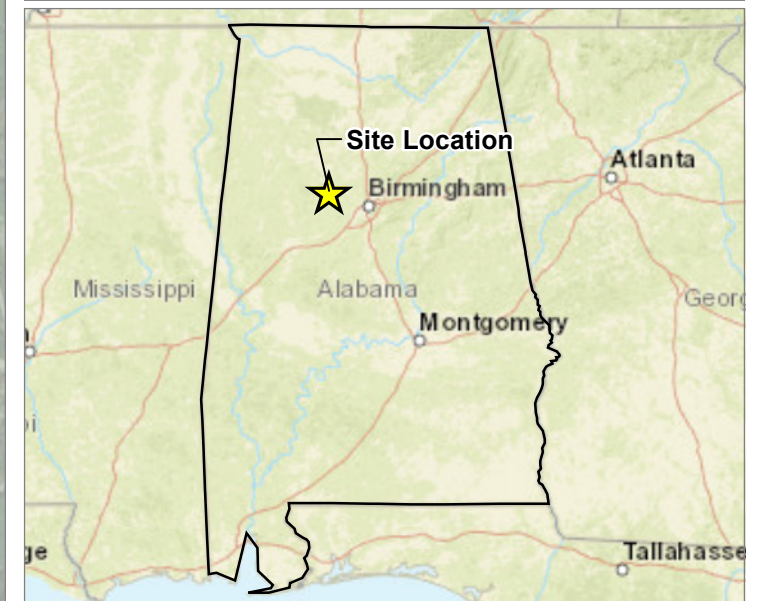 Site Location
Atlanta
Birmingham
Mississippi
Alabama
Georg
Montgomery
ge
Tallahasse